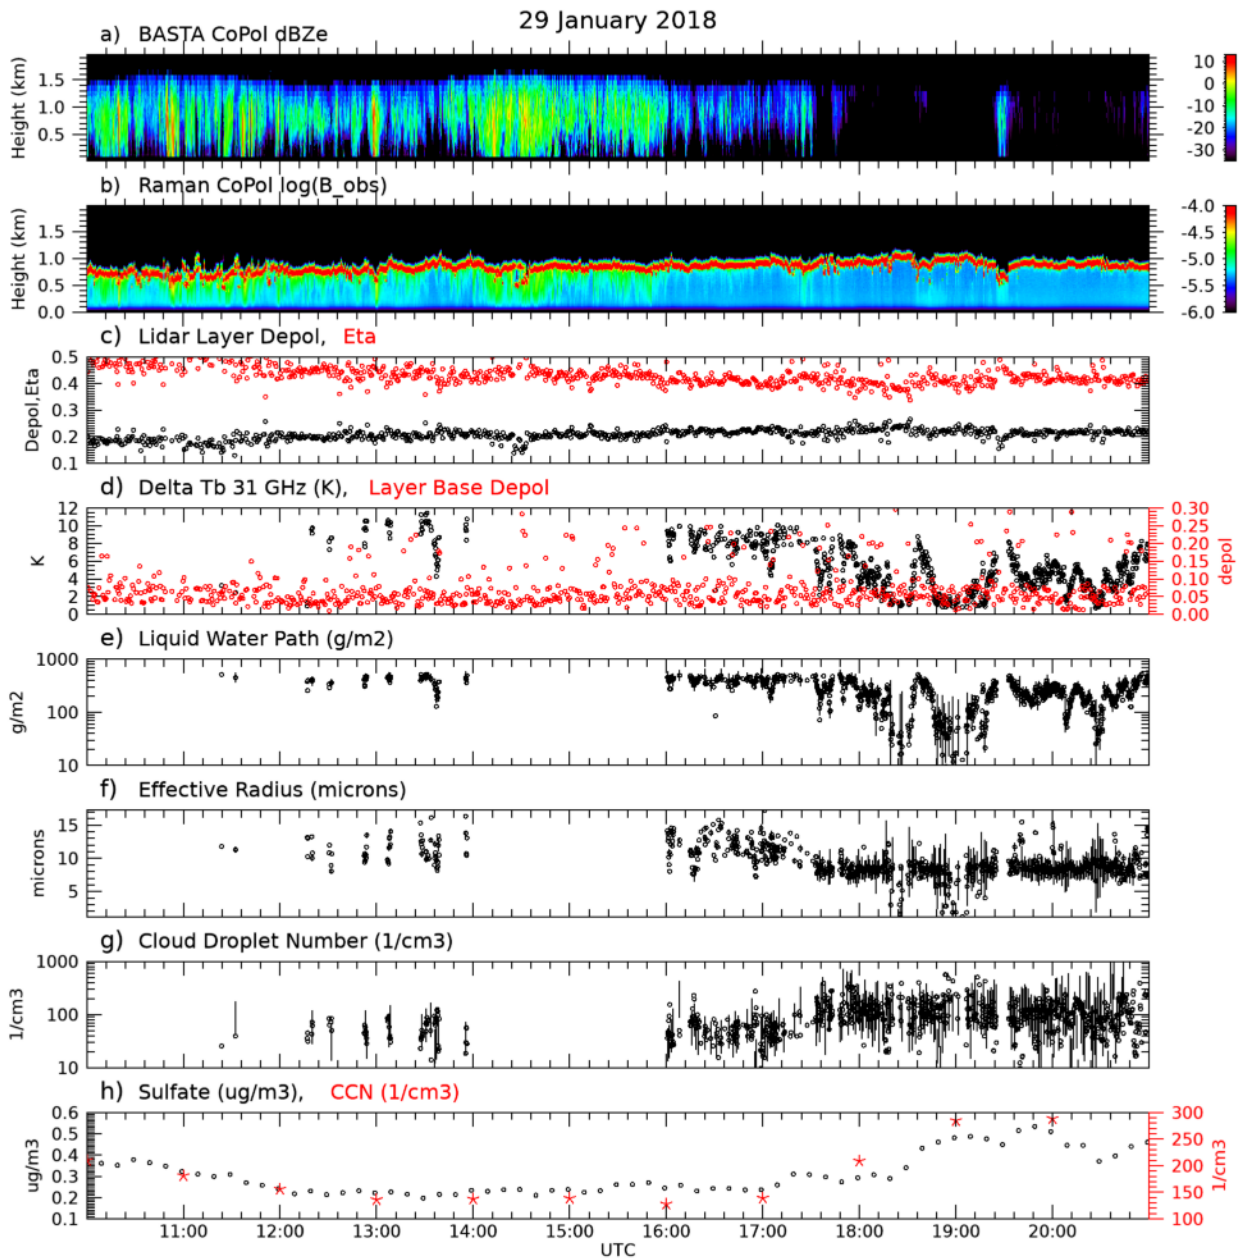 29 January 2018
a) BASTA CoPol dBZe
Height (km)
1.5
1.0
0.5
10
0
-10
-20
-30
b) Raman CoPol log(B_obs)
Height (km)
1.5
1.0
0.5
0.0
-4.0
-4.5
-5.0
-5.5
-6.0
c) Lidar Layer Depol, Eta
Depol,Eta
0.5
0.4
0.3
0.2
0.1
d) Delta Tb 31 GHz (K), Layer Base Depol
K
12
10
8
6
4
2
0
0.30
0.25
0.20
0.15
0.10
0.05
0.00
depol
e) Liquid Water Path (g/m2)
g/m2
1000
100
10
f) Effective Radius (microns)
microns
15
10
5
g) Cloud Droplet Number (1/cm3)
1/cm3
1000
100
10
h) Sulfate (ug/m3), CCN (1/cm3)
ug/m3
0.6
0.5
0.4
0.3
0.2
0.1
300
250
200
150
100
1/cm3
11:00 12:00 13:00 14:00 15:00 16:00 17:00 18:00 19:00 20:00
UTC